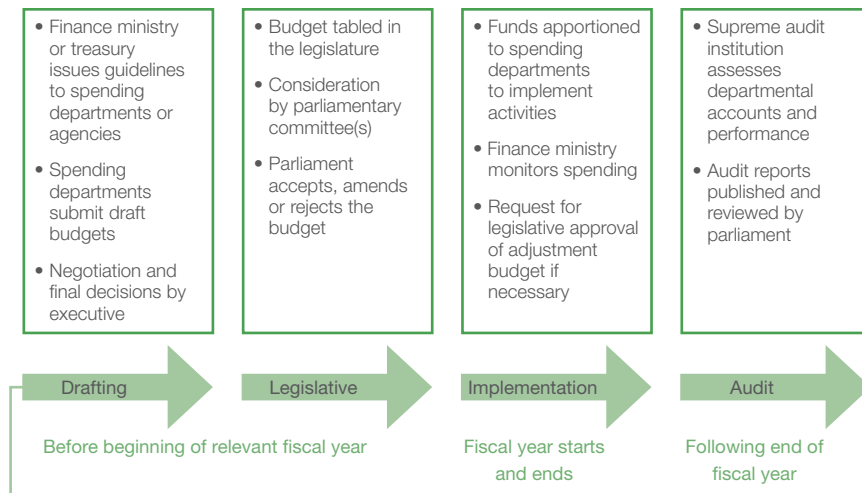 • Finance ministry
or treasury
issues guidelines
to spending
departments or
agencies
• Spending
departments
submit draft
budgets
• Negotiation and
final decisions by
executive
• Budget tabled in
the legislature
• Consideration
by parliamentary
committee(s)
• Parliament
accepts, amends
or rejects the
budget
• Funds apportioned
to spending
departments
to implement
activities
• Finance ministry
monitors spending
• Request for
legislative approval
of adjustment
budget if
necessary
• Supreme audit
institution
assesses
departmental
accounts and
performance
• Audit reports
published and
reviewed by
parliament
Drafting
Legislative
Implementation
Audit
Before beginning of relevant fiscal year
Fiscal year starts
and ends
Following end of
fiscal year